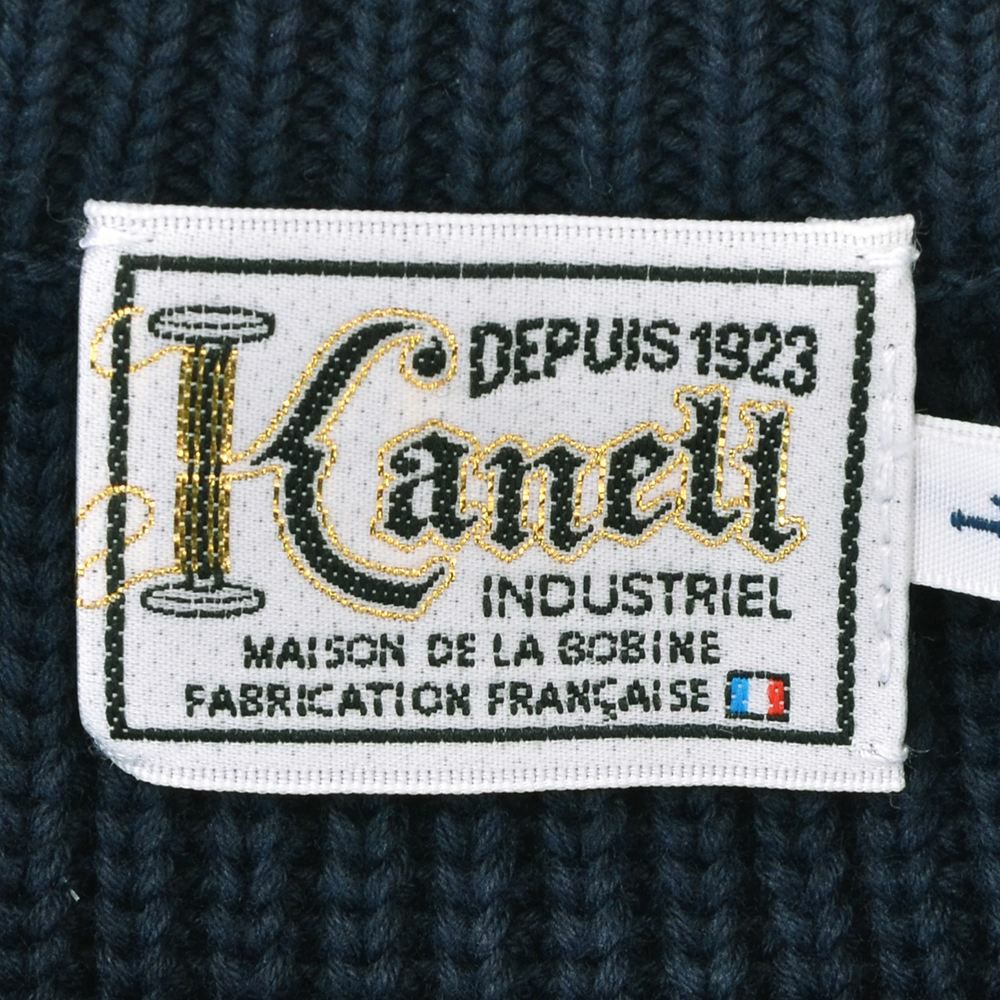 DEPUIS 1923
Kanell
INDUSTRIEL
MAISON DE LA BOBINE
FABRICATION FRANÇAISE